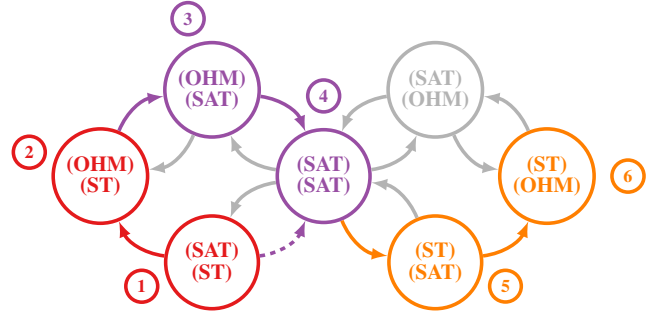 3
(OHM)
(SAT)
(SAT)
(OHM)
4
2
(OHM)
(ST)
(SAT)
(SAT)
(ST)
(OHM)
6
(SAT)
(ST)
1
(ST)
(SAT)
5